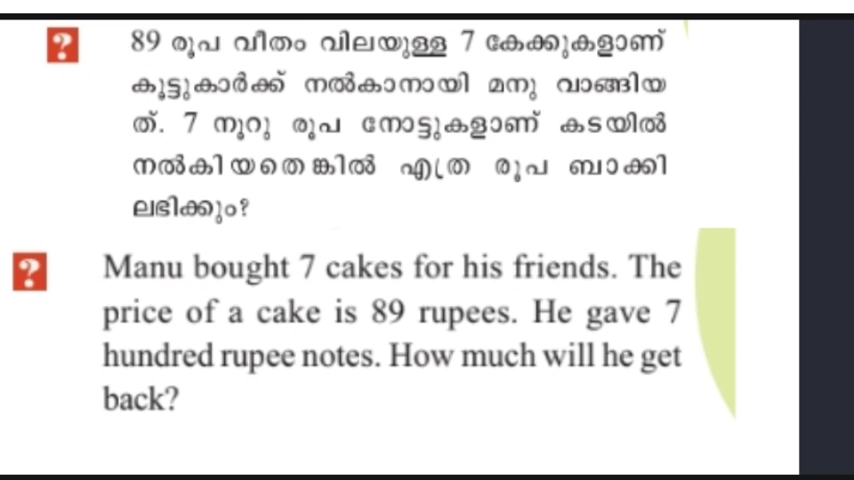 ?
89 രൂപ വീതം വിലയുള്ള 7 കേക്കുകളാണ്
കൂട്ടുകാർക്ക് നൽകാനായി മനു വാങ്ങിയ
ത്. 7 നൂറു രൂപ നോട്ടുകളാണ് കടയിൽ
നൽകിയതെങ്കിൽ എത്ര രൂപ ബാക്കി
ലഭിക്കും?
?
Manu bought 7 cakes for his friends. The
price of a cake is 89 rupees. He gave 7
hundred rupee notes. How much will he get
back?